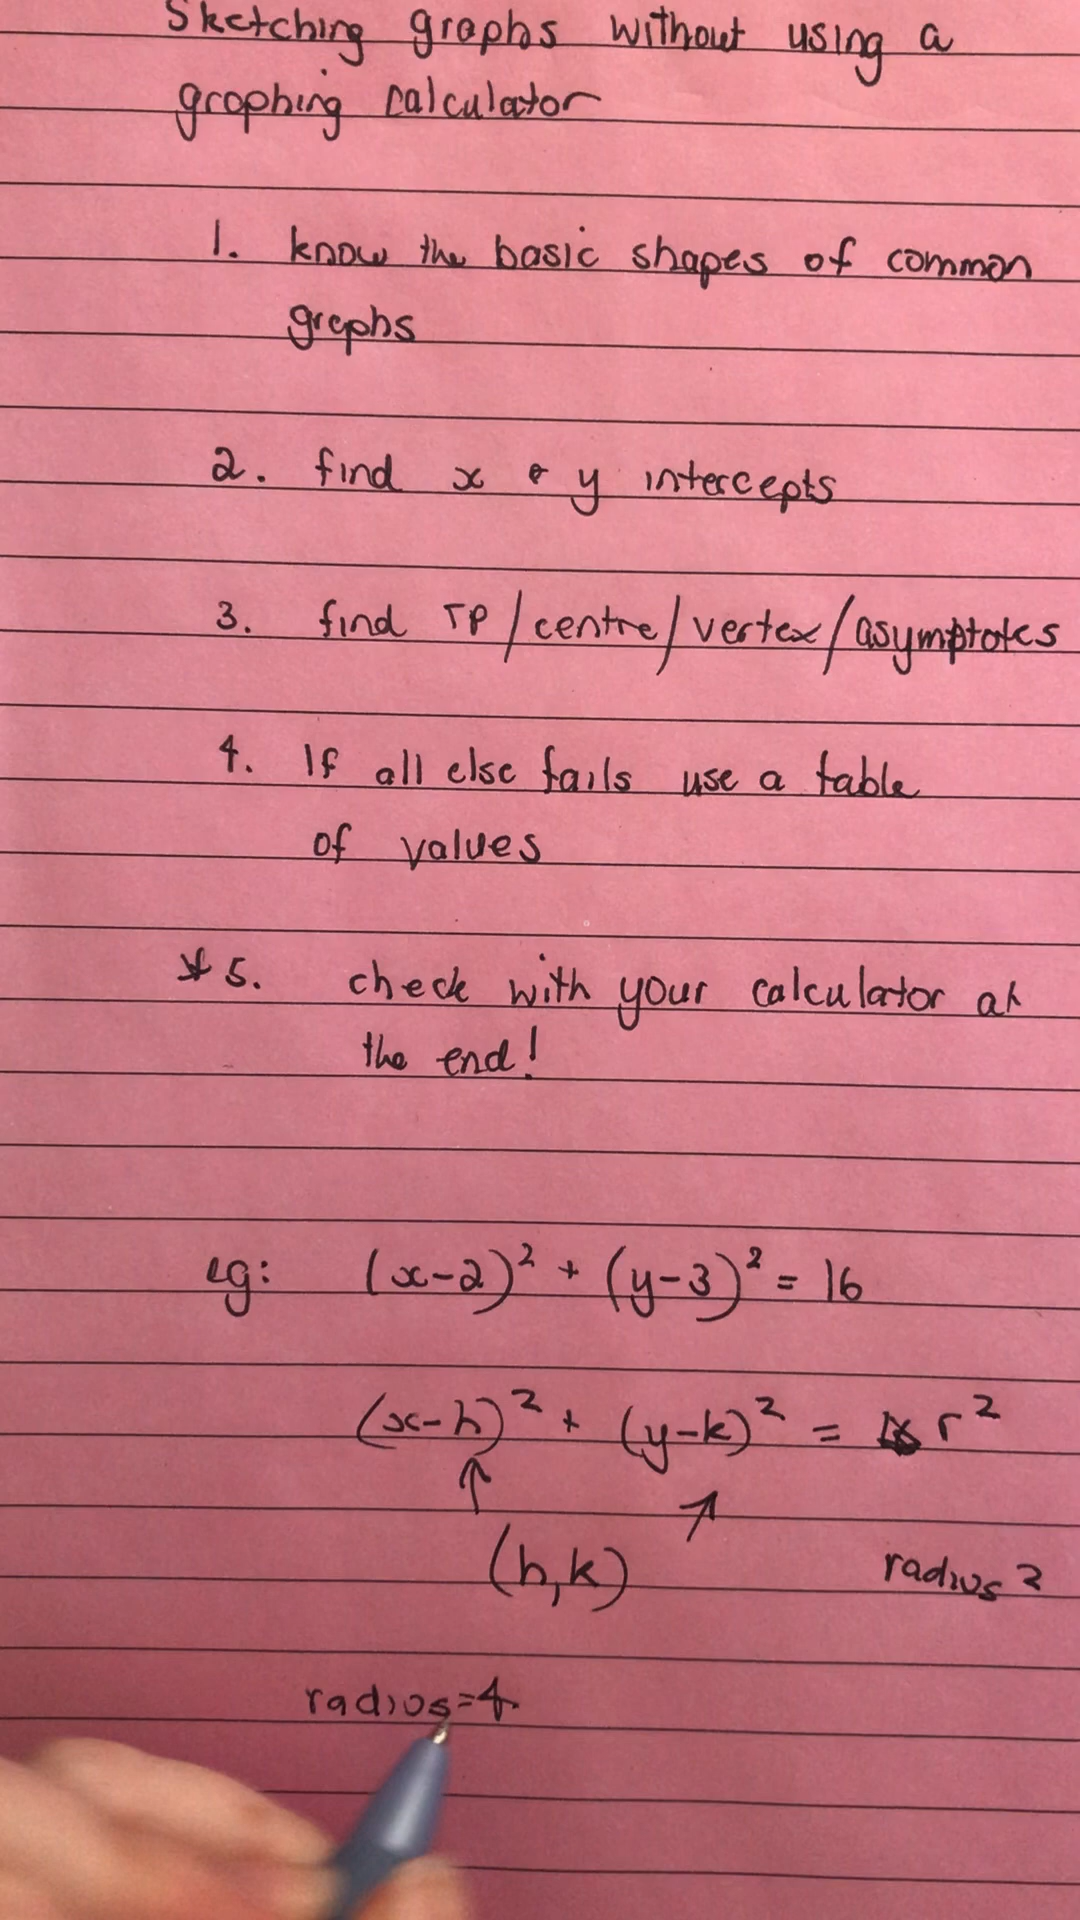 Sketching graphs without using a
graphing calculator
1. know the basic shapes of common
graphs
2. find x & y intercepts
3. find TP/centre/vertex/asymptotes
4. If all else fails use a table
of values
* 5. check with your calculator at
the end!
eg: (x-2)² + (y-3)² = 16
(x-h)² + (y-k)² = r²
↑ ↗
(h,k) radius²
radius=4